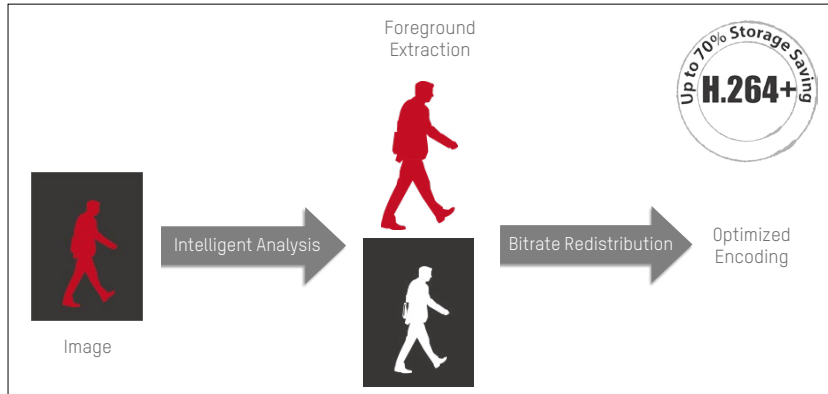 Foreground
Extraction
Up to 70% Storage Saving
H.264+
Intelligent Analysis
Bitrate Redistribution
Optimized
Encoding
Image